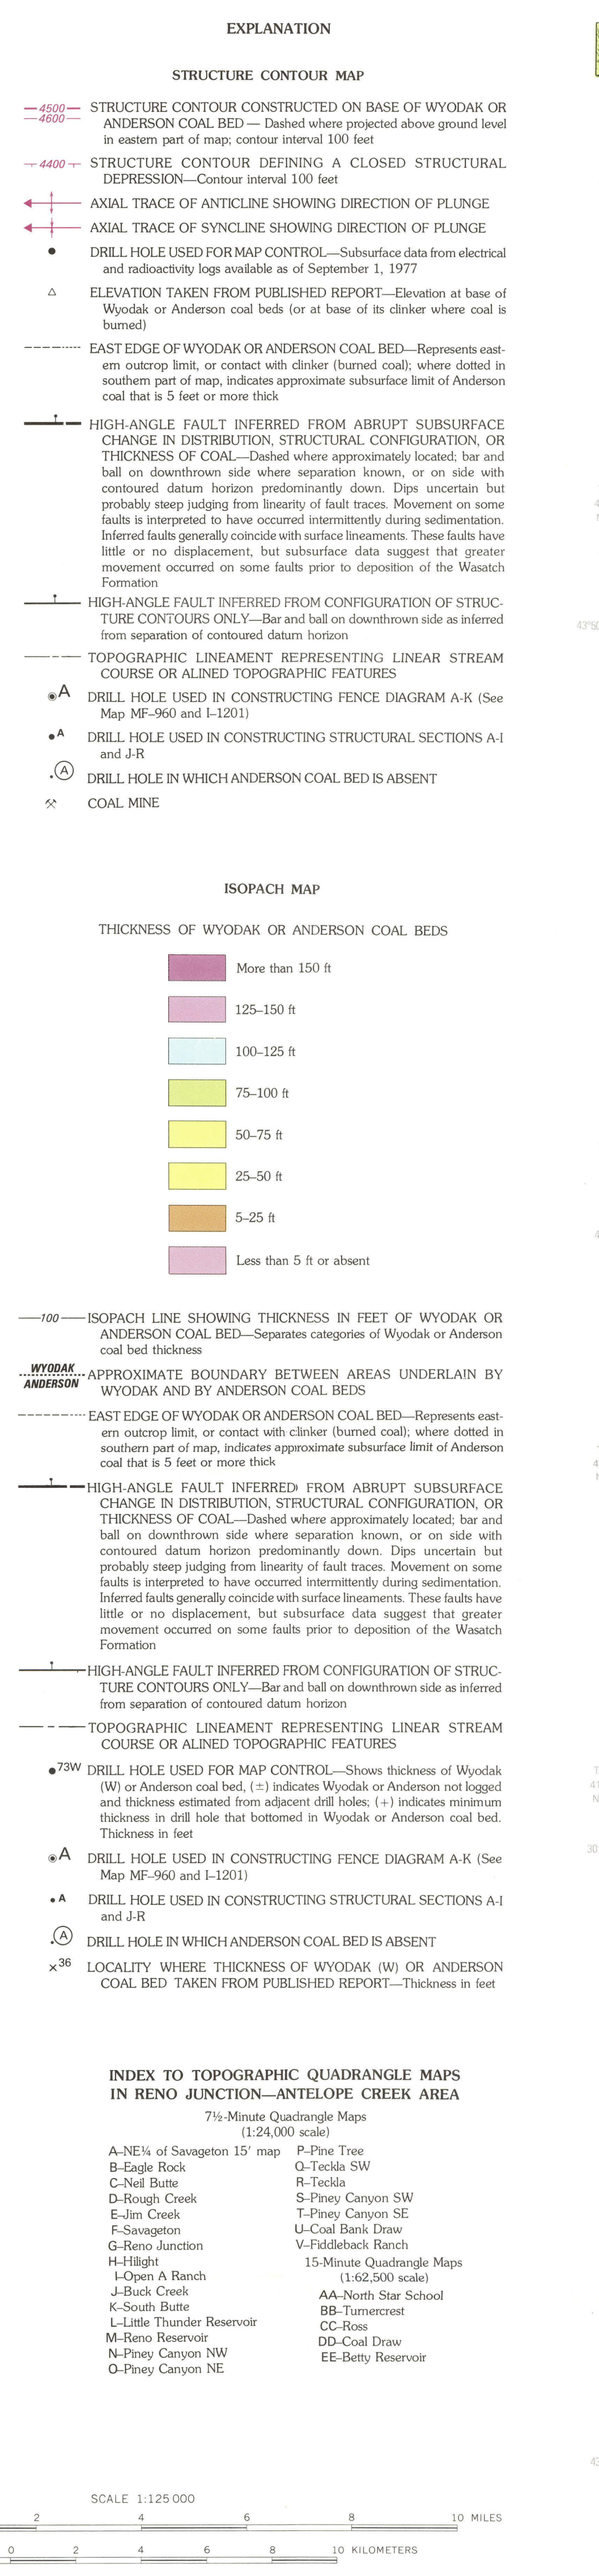 EXPLANATION
STRUCTURE CONTOUR MAP
4500 STRUCTURE CONTOUR CONSTRUCTED ON BASE OF WYODAK OR
4600 ANDERSON COAL BED — Dashed where projected above ground level
in eastern part of map; contour interval 100 feet
4400 STRUCTURE CONTOUR DEFINING A CLOSED STRUCTURAL
DEPRESSION—Contour interval 100 feet
AXIAL TRACE OF ANTICLINE SHOWING DIRECTION OF PLUNGE
AXIAL TRACE OF SYNCLINE SHOWING DIRECTION OF PLUNGE
DRILL HOLE USED FOR MAP CONTROL—Subsurface data from electrical
and radioactivity logs available as of September 1, 1977
ELEVATION TAKEN FROM PUBLISHED REPORT—Elevation at base of
Wyodak or Anderson coal beds (or at base of its clinker where coal is
burned)
EAST EDGE OF WYODAK OR ANDERSON COAL BED—Represents east-
ern outcrop limit, or contact with clinker (burned coal); where dotted in
southern part of map, indicates approximate subsurface limit of Anderson
coal that is 5 feet or more thick
HIGH-ANGLE FAULT INFERRED FROM ABRUPT SUBSURFACE
CHANGE IN DISTRIBUTION, STRUCTURAL CONFIGURATION, OR
THICKNESS OF COAL—Dashed where approximately located; bar and
ball on downthrown side where separation known, or on side with
contoured datum horizon predominantly down. Dips uncertain but
probably steep judging from linearity of fault traces. Movement on some
faults is interpreted to have occurred intermittently during sedimentation.
Inferred faults generally coincide with surface lineaments. These faults have
little or no displacement, but subsurface data suggest that greater
movement occurred on some faults prior to deposition of the Wasatch
Formation
HIGH-ANGLE FAULT INFERRED FROM CONFIGURATION OF STRUC-
TURE CONTOURS ONLY—Bar and ball on downthrown side as inferred
from separation of contoured datum horizon
43°50
TOPOGRAPHIC LINEAMENT REPRESENTING LINEAR STREAM
COURSE OR ALINED TOPOGRAPHIC FEATURES
A DRILL HOLE USED IN CONSTRUCTING FENCE DIAGRAM A-K (See
Map MF-960 and I-1201)
A DRILL HOLE USED IN CONSTRUCTING STRUCTURAL SECTIONS A-I
and J-R
A DRILL HOLE IN WHICH ANDERSON COAL BED IS ABSENT
COAL MINE
ISOPACH MAP
THICKNESS OF WYODAK OR ANDERSON COAL BEDS
More than 150 ft
125–150 ft
100–125 ft
75–100 ft
50–75 ft
25–50 ft
5–25 ft
Less than 5 ft or absent
100 ISOPACH LINE SHOWING THICKNESS IN FEET OF WYODAK OR
ANDERSON COAL BED—Separates categories of Wyodak or Anderson
coal bed thickness
WYODAK APPROXIMATE BOUNDARY BETWEEN AREAS UNDERLAIN BY
ANDERSON WYODAK AND BY ANDERSON COAL BEDS
EAST EDGE OF WYODAK OR ANDERSON COAL BED—Represents east-
ern outcrop limit, or contact with clinker (burned coal); where dotted in
southern part of map, indicates approximate subsurface limit of Anderson
coal that is 5 feet or more thick
HIGH-ANGLE FAULT INFERRED FROM ABRUPT SUBSURFACE
CHANGE IN DISTRIBUTION, STRUCTURAL CONFIGURATION, OR
THICKNESS OF COAL—Dashed where approximately located; bar and
ball on downthrown side where separation known, or on side with
contoured datum horizon predominantly down. Dips uncertain but
probably steep judging from linearity of fault traces. Movement on some
faults is interpreted to have occurred intermittently during sedimentation.
Inferred faults generally coincide with surface lineaments. These faults have
little or no displacement, but subsurface data suggest that greater
movement occurred on some faults prior to deposition of the Wasatch
Formation
HIGH-ANGLE FAULT INFERRED FROM CONFIGURATION OF STRUC-
TURE CONTOURS ONLY—Bar and ball on downthrown side as inferred
from separation of contoured datum horizon
TOPOGRAPHIC LINEAMENT REPRESENTING LINEAR STREAM
COURSE OR ALINED TOPOGRAPHIC FEATURES
73W DRILL HOLE USED FOR MAP CONTROL—Shows thickness of Wyodak
(W) or Anderson coal bed, (±) indicates Wyodak or Anderson not logged
and thickness estimated from adjacent drill holes; (+) indicates minimum
thickness in drill hole that bottomed in Wyodak or Anderson coal bed.
Thickness in feet
T
41
N
30
A DRILL HOLE USED IN CONSTRUCTING FENCE DIAGRAM A-K (See
Map MF-960 and I-1201)
A DRILL HOLE USED IN CONSTRUCTING STRUCTURAL SECTIONS A-I
and J-R
A DRILL HOLE IN WHICH ANDERSON COAL BED IS ABSENT
x36 LOCALITY WHERE THICKNESS OF WYODAK (W) OR ANDERSON
COAL BED TAKEN FROM PUBLISHED REPORT—Thickness in feet
INDEX TO TOPOGRAPHIC QUADRANGLE MAPS
IN RENO JUNCTION—ANTELOPE CREEK AREA
7½-Minute Quadrangle Maps
(1:24,000 scale)
A–NE¼ of Savageton 15′ map
B–Eagle Rock
C–Neil Butte
D–Rough Creek
E–Jim Creek
F–Savageton
G–Reno Junction
H–Hilight
I–Open A Ranch
J–Buck Creek
K–South Butte
L–Little Thunder Reservoir
M–Reno Reservoir
N–Piney Canyon NW
O–Piney Canyon NE
P–Pine Tree
Q–Teckla SW
R–Teckla
S–Piney Canyon SW
T–Piney Canyon SE
U–Coal Bank Draw
V–Fiddleback Ranch
15-Minute Quadrangle Maps
(1:62,500 scale)
AA–North Star School
BB–Turnercrest
CC–Ross
DD–Coal Draw
EE–Betty Reservoir
SCALE 1:125 000
2 4 6 8 10 MILES
0 2 4 6 8 10 KILOMETERS